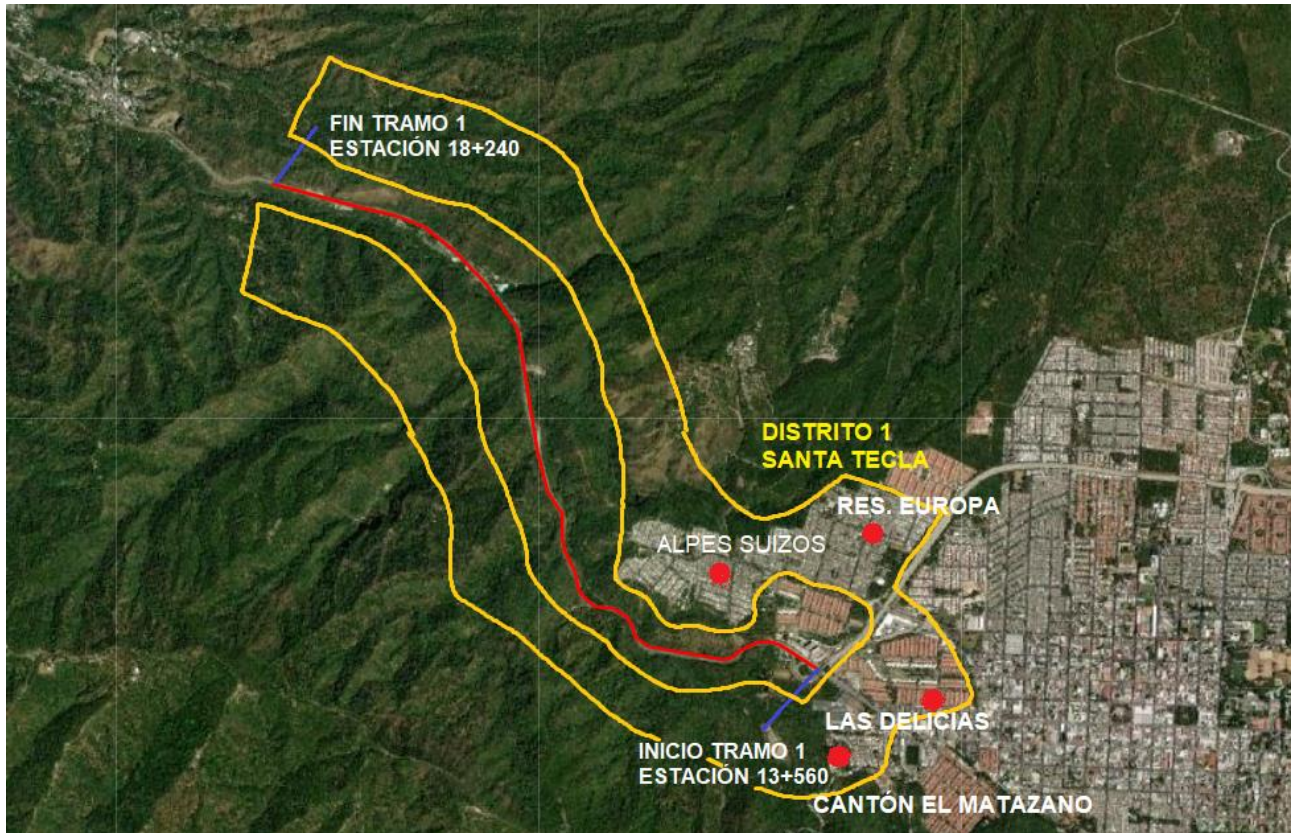 FIN TRAMO 1
ESTACIÓN 18+240
DISTRITO 1
SANTA TECLA
RES. EUROPA
ALPES SUIZOS
LAS DELICIAS
INICIO TRAMO 1
ESTACIÓN 13+560
CANTÓN EL MATAZANO